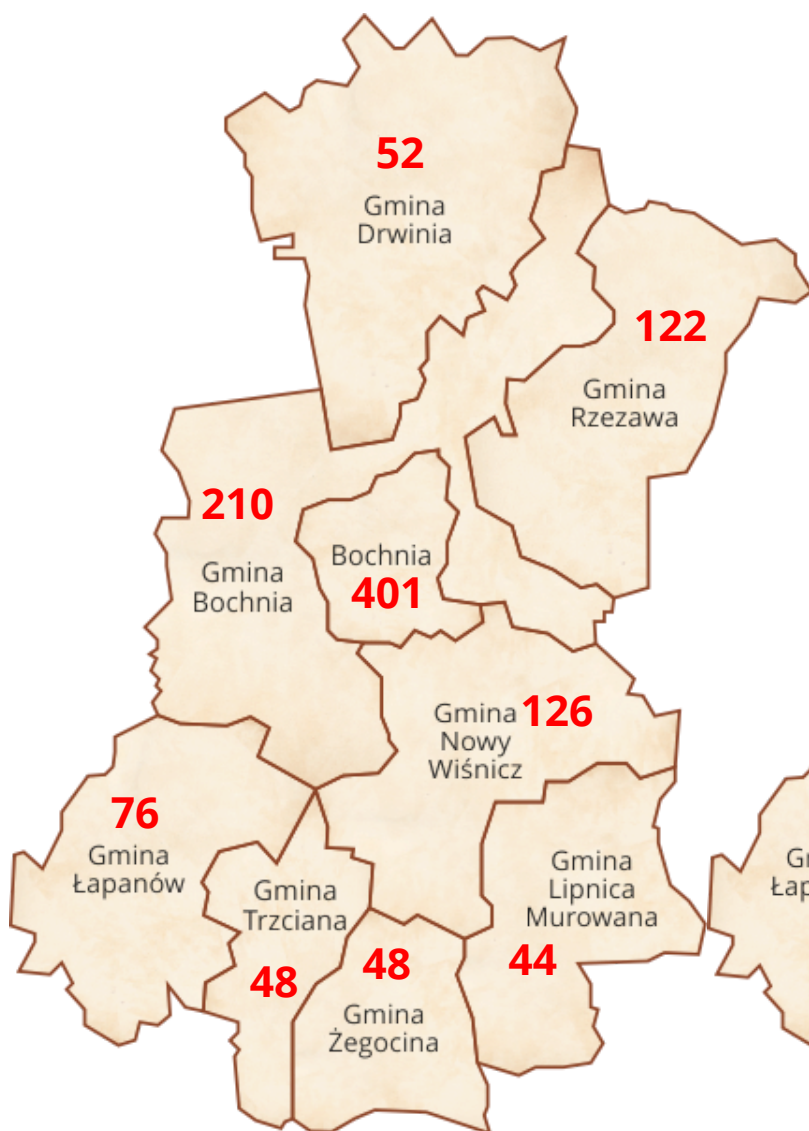 52
Gmina
Drwinia
122
Gmina
Rzezawa
210
Gmina
Bochnia
Bochnia
401
Gmina 126
Nowy
Wiśnicz
76
Gmina
Łapanów
Gmina
Trzciana
48
48
Gmina
Żegocina
Gmina
Lipnica
Murowana
44